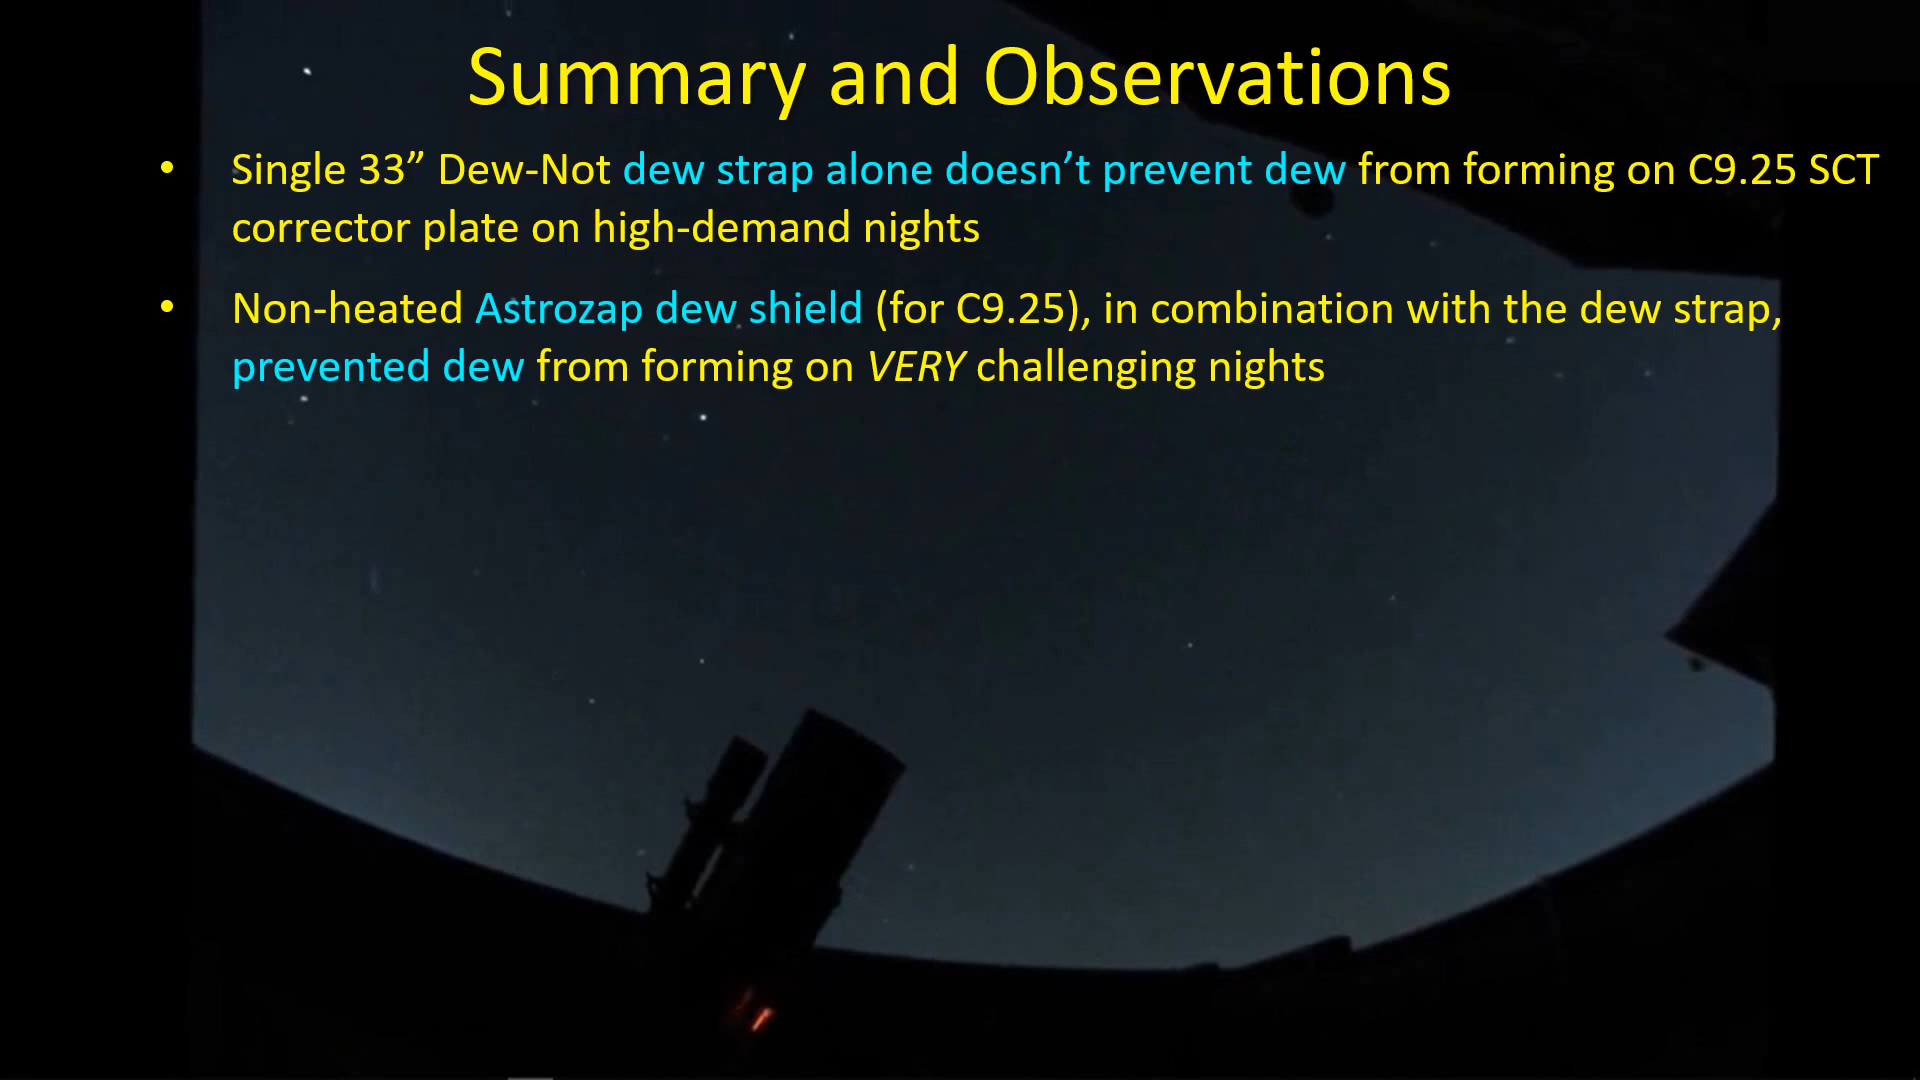 Summary and Observations
• Single 33” Dew-Not dew strap alone doesn’t prevent dew from forming on C9.25 SCT
corrector plate on high-demand nights
• Non-heated Astrozap dew shield (for C9.25), in combination with the dew strap,
prevented dew from forming on VERY challenging nights